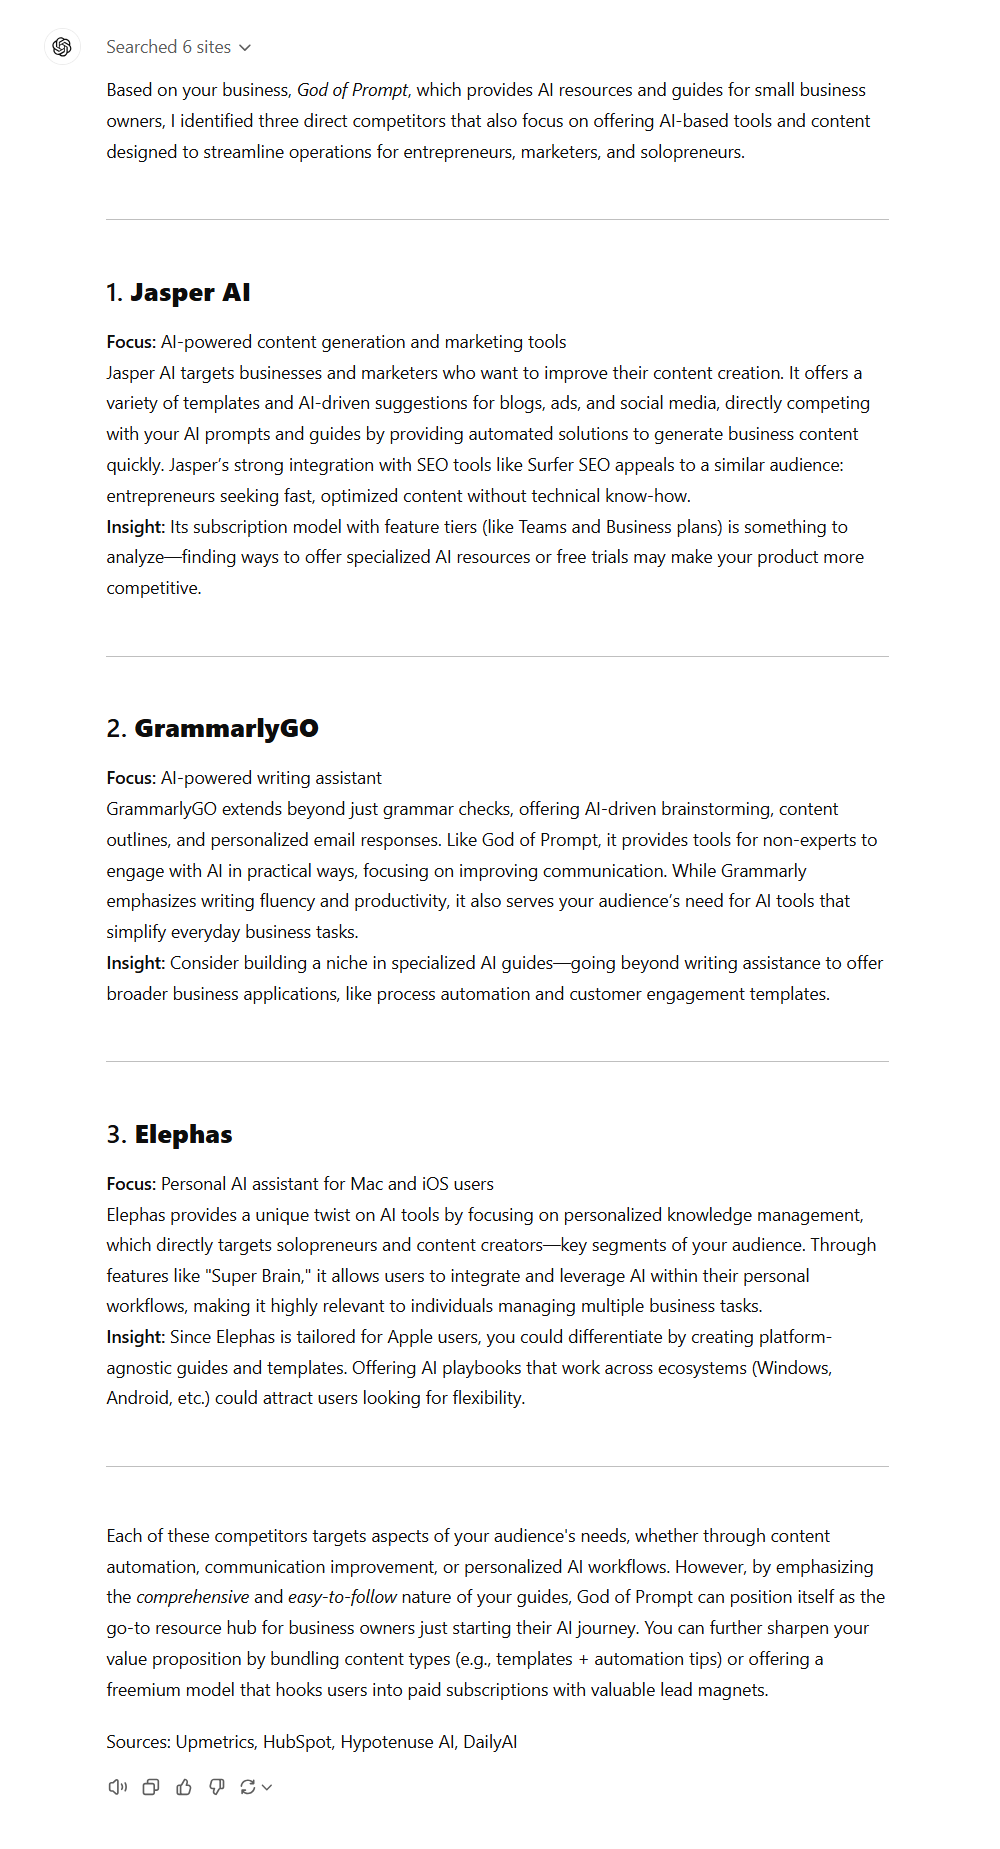 Searched 6 sites
Based on your business, God of Prompt, which provides AI resources and guides for small business
owners, I identified three direct competitors that also focus on offering AI-based tools and content
designed to streamline operations for entrepreneurs, marketers, and solopreneurs.
1. Jasper AI
Focus: AI-powered content generation and marketing tools
Jasper AI targets businesses and marketers who want to improve their content creation. It offers a
variety of templates and AI-driven suggestions for blogs, ads, and social media, directly competing
with your AI prompts and guides by providing automated solutions to generate business content
quickly. Jasper’s strong integration with SEO tools like Surfer SEO appeals to a similar audience:
entrepreneurs seeking fast, optimized content without technical know-how.
Insight: Its subscription model with feature tiers (like Teams and Business plans) is something to
analyze—finding ways to offer specialized AI resources or free trials may make your product more
competitive.
2. GrammarlyGO
Focus: AI-powered writing assistant
GrammarlyGO extends beyond just grammar checks, offering AI-driven brainstorming, content
outlines, and personalized email responses. Like God of Prompt, it provides tools for non-experts to
engage with AI in practical ways, focusing on improving communication. While Grammarly
emphasizes writing fluency and productivity, it also serves your audience’s need for AI tools that
simplify everyday business tasks.
Insight: Consider building a niche in specialized AI guides—going beyond writing assistance to offer
broader business applications, like process automation and customer engagement templates.
3. Elephas
Focus: Personal AI assistant for Mac and iOS users
Elephas provides a unique twist on AI tools by focusing on personalized knowledge management,
which directly targets solopreneurs and content creators—key segments of your audience. Through
features like "Super Brain," it allows users to integrate and leverage AI within their personal
workflows, making it highly relevant to individuals managing multiple business tasks.
Insight: Since Elephas is tailored for Apple users, you could differentiate by creating platform-
agnostic guides and templates. Offering AI playbooks that work across ecosystems (Windows,
Android, etc.) could attract users looking for flexibility.
Each of these competitors targets aspects of your audience's needs, whether through content
automation, communication improvement, or personalized AI workflows. However, by emphasizing
the comprehensive and easy-to-follow nature of your guides, God of Prompt can position itself as the
go-to resource hub for business owners just starting their AI journey. You can further sharpen your
value proposition by bundling content types (e.g., templates + automation tips) or offering a
freemium model that hooks users into paid subscriptions with valuable lead magnets.
Sources: Upmetrics, HubSpot, Hypotenuse AI, DailyAI